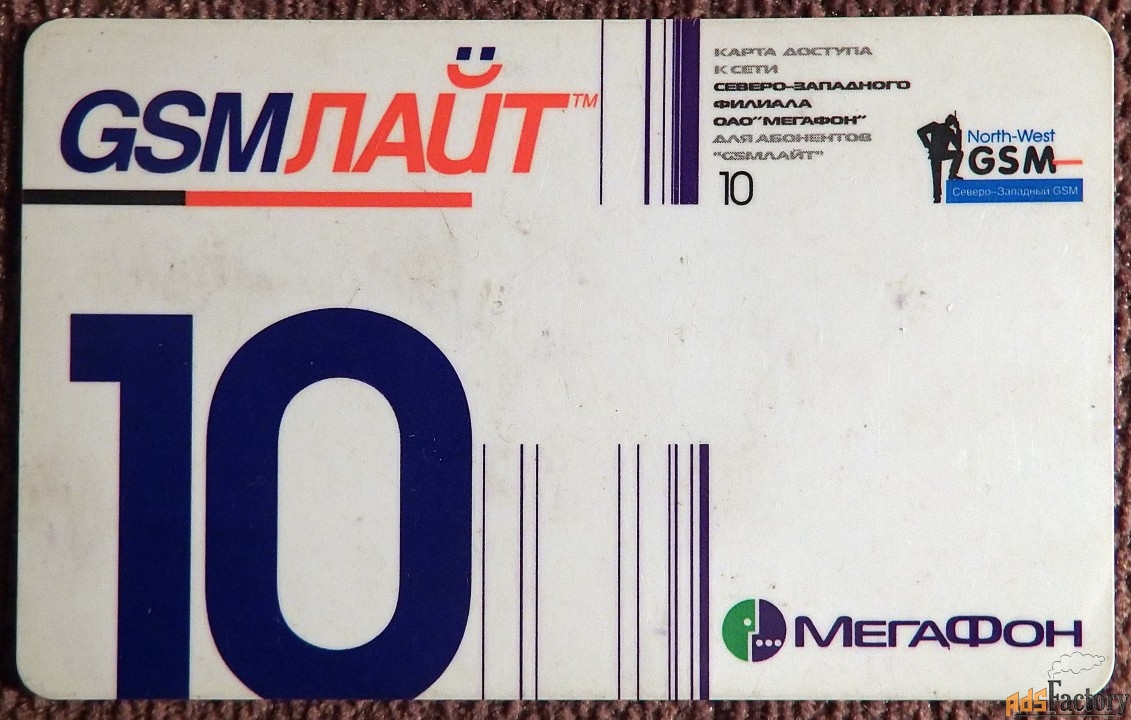 GSMЛАЙТ™
КАРТА ДОСТУПА
К СЕТИ
СЕВЕРО-ЗАПАДНОГО
ФИЛИАЛА
ОАО "МЕГАФОН"
ДЛЯ АБОНЕНТОВ
"GSMЛАЙТ"
10
North-West
GSM
Северо-Западный GSM
10
МЕГАФОН
AdsFactory